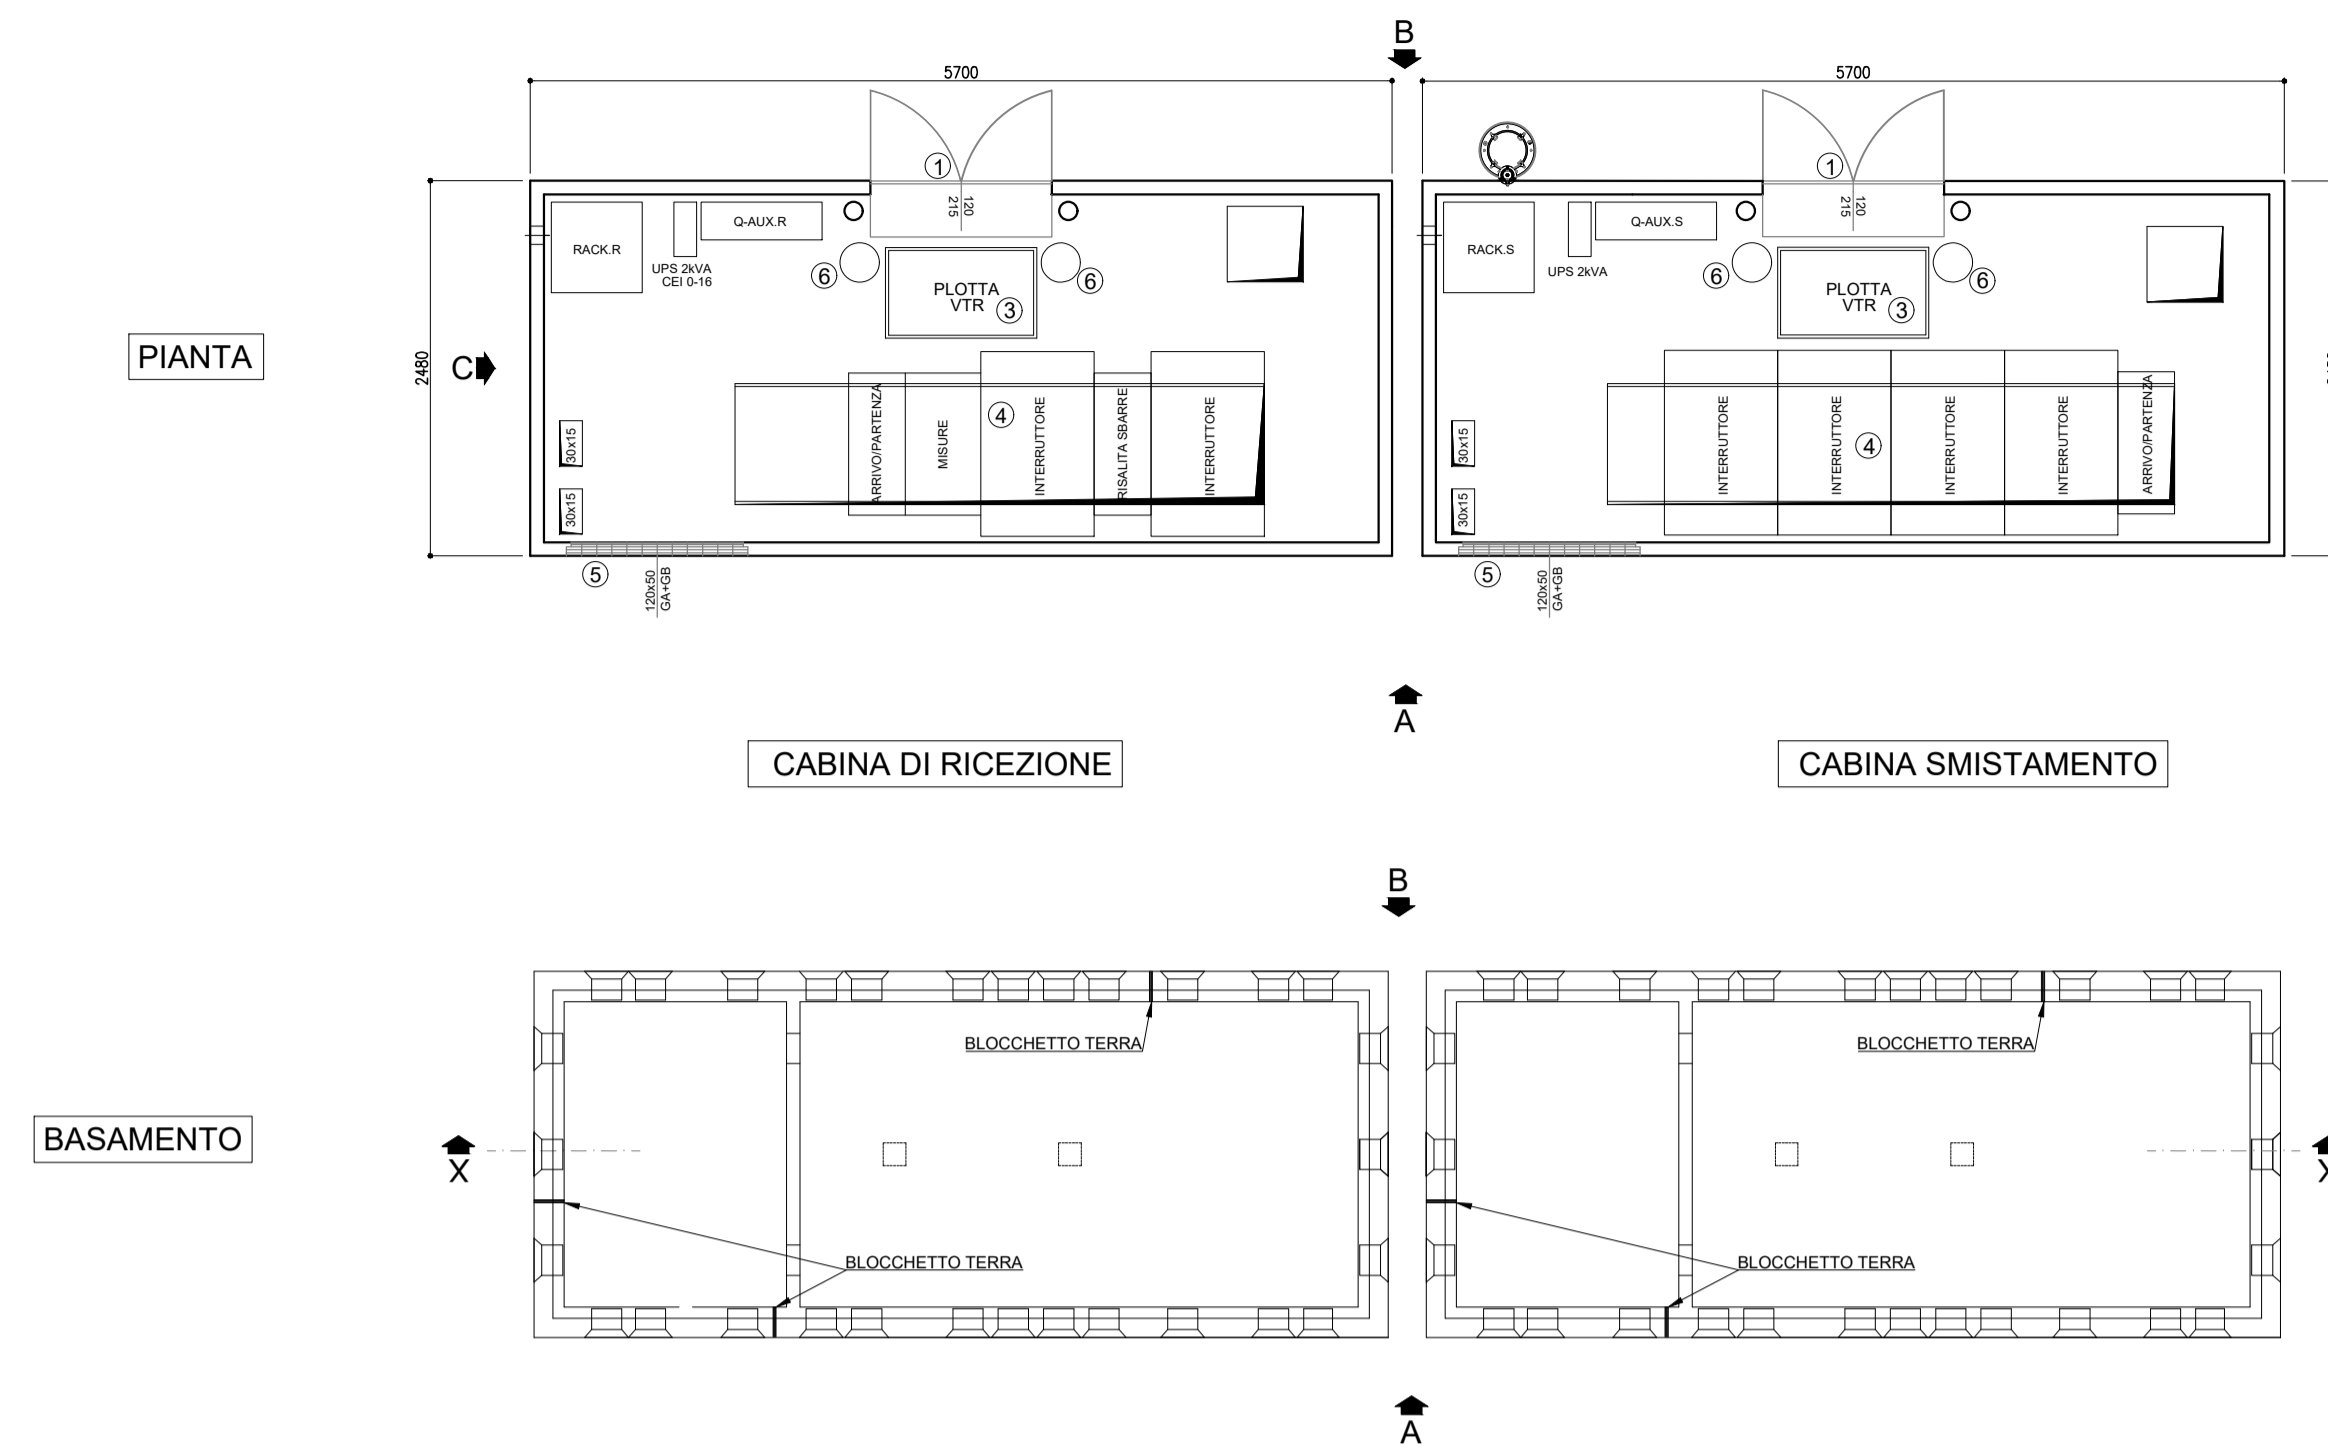 B
5700
5700
1
1
120
215
120
215
RACK.R
Q-AUX.R
UPS 2kVA
CEI 0-16
6
6
PLOTTA
VTR
3
RACK.S
Q-AUX.S
UPS 2kVA
6
6
PLOTTA
VTR
3
PIANTA
2480
C
30x15
30x15
ARRIVO/PARTENZA
MISURE
4
INTERRUTTORE
RISALITA SBARRE
INTERRUTTORE
30x15
30x15
INTERRUTTORE
INTERRUTTORE
4
INTERRUTTORE
INTERRUTTORE
ARRIVO/PARTENZA
5
120x50
GA+GB
5
120x50
GA+GB
A
CABINA DI RICEZIONE
CABINA SMISTAMENTO
B
BLOCCHETTO TERRA
BLOCCHETTO TERRA
BASAMENTO
X
X
BLOCCHETTO TERRA
BLOCCHETTO TERRA
A